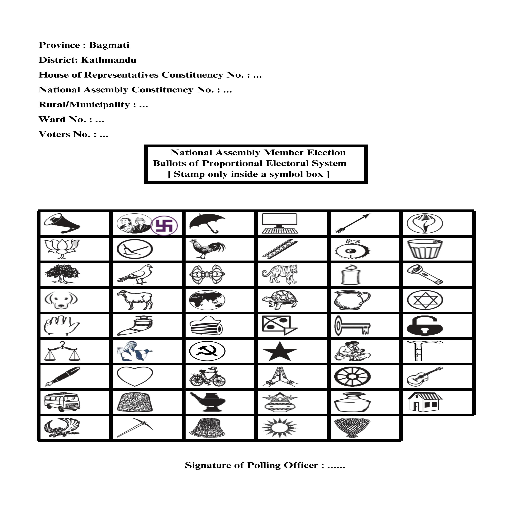 Province : Bagmati
District: Kathmandu
House of Representatives Constituency No. : ...
National Assembly Constituency No. : ...
Rural/Municipality : ...
Ward No. : ...
Voters No. : ...
National Assembly Member Election
Ballots of Proportional Electoral System
[ Stamp only inside a symbol box ]
Signature of Polling Officer : ......